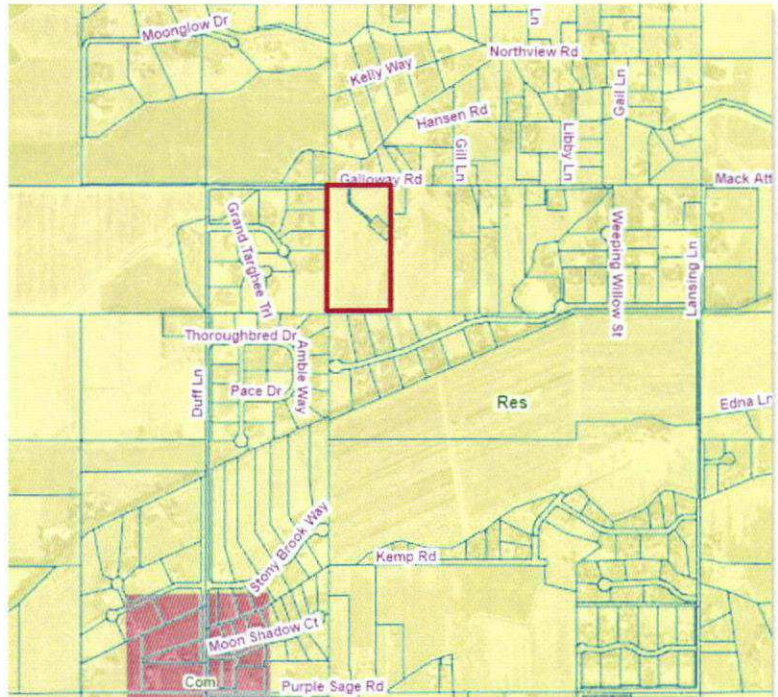 Ln
Moonglow Dr
Northview Rd
Kelly Way
Gail Ln
Hansen Rd
Libby Ln
Gill Ln
Galloway Rd
Mack Att
Grand Targhee Trl
Weeping Willow St
Lansing Ln
Thoroughbred Dr
Amble Way
Duff Ln
Pace Dr
Res
Edna Ln
Stony Brook Way
Kemp Rd
Moon Shadow Ct
Com
Purple Sage Rd